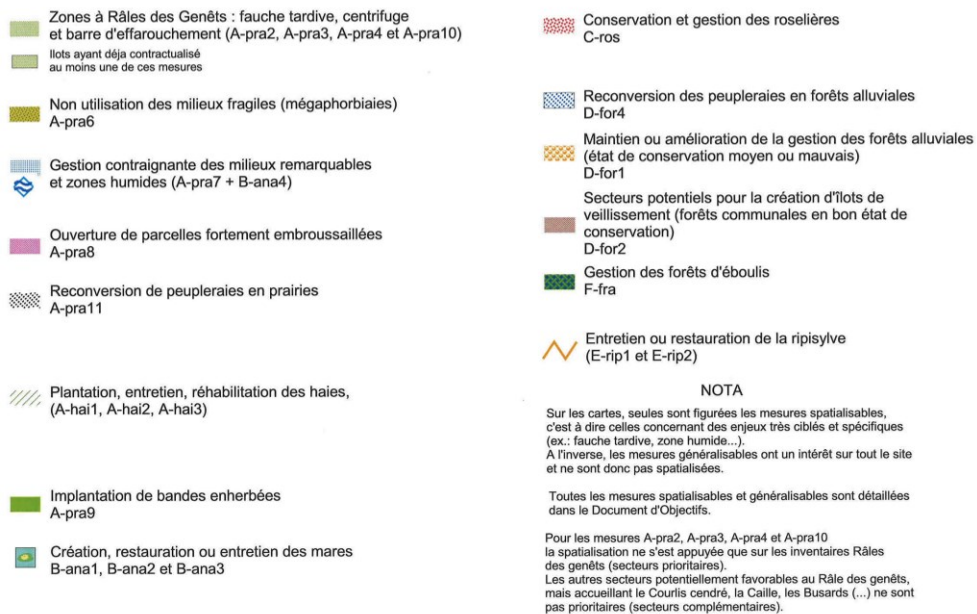 Zones à Râles des Genêts : fauche tardive, centrifuge
et barre d'effarouchement (A-pra2, A-pra3, A-pra4 et A-pra10)
Ilots ayant déja contractualisé
au moins une de ces mesures
Non utilisation des milieux fragiles (mégaphorbiaies)
A-pra6
Gestion contraignante des milieux remarquables
et zones humides (A-pra7 + B-ana4)
Ouverture de parcelles fortement embroussaillées
A-pra8
Reconversion de peupleraies en prairies
A-pra11
Plantation, entretien, réhabilitation des haies,
(A-hai1, A-hai2, A-hai3)
Implantation de bandes enherbées
A-pra9
Création, restauration ou entretien des mares
B-ana1, B-ana2 et B-ana3
Conservation et gestion des roselières
C-ros
Reconversion des peupleraies en forêts alluviales
D-for4
Maintien ou amélioration de la gestion des forêts alluviales
(état de conservation moyen ou mauvais)
D-for1
Secteurs potentiels pour la création d'îlots de
veillissement (forêts communales en bon état de
conservation)
D-for2
Gestion des forêts d'éboulis
F-fra
Entretien ou restauration de la ripisylve
(E-rip1 et E-rip2)
NOTA
Sur les cartes, seules sont figurées les mesures spatialisables,
c'est à dire celles concernant des enjeux très ciblés et spécifiques
(ex.: fauche tardive, zone humide...).
A l'inverse, les mesures généralisables ont un intérêt sur tout le site
et ne sont donc pas spatialisées.
Toutes les mesures spatialisables et généralisables sont détaillées
dans le Document d'Objectifs.
Pour les mesures A-pra2, A-pra3, A-pra4 et A-pra10
la spatialisation ne s'est appuyée que sur les inventaires Râles
des genêts (secteurs prioritaires).
Les autres secteurs potentiellement favorables au Râle des genêts,
mais accueillant le Courlis cendré, la Caille, les Busards (...) ne sont
pas prioritaires (secteurs complémentaires).